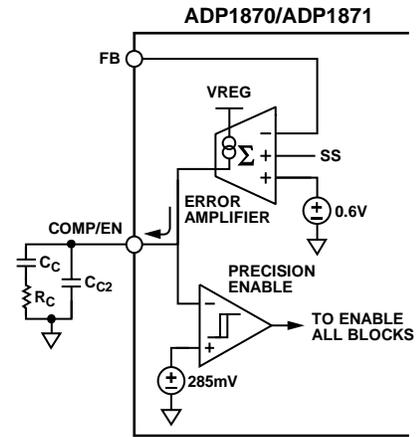 ADP1870/ADP1871
FB
VREG
−
Σ
+
SS
+
ERROR
AMPLIFIER
0.6V
COMP/EN
CC
CC2
RC
PRECISION
ENABLE
−
+
TO ENABLE
ALL BLOCKS
285mV